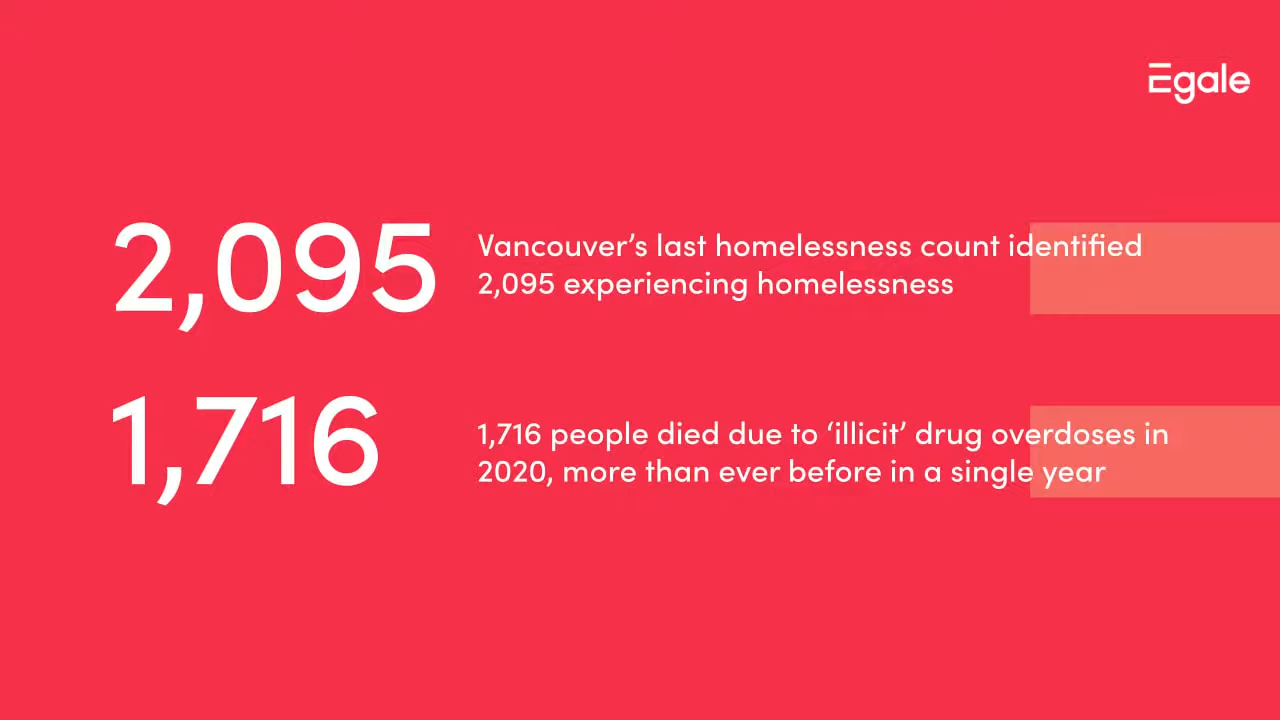 Egale
2,095
Vancouver’s last homelessness count identified
2,095 experiencing homelessness
1,716
1,716 people died due to ‘illicit’ drug overdoses in
2020, more than ever before in a single year